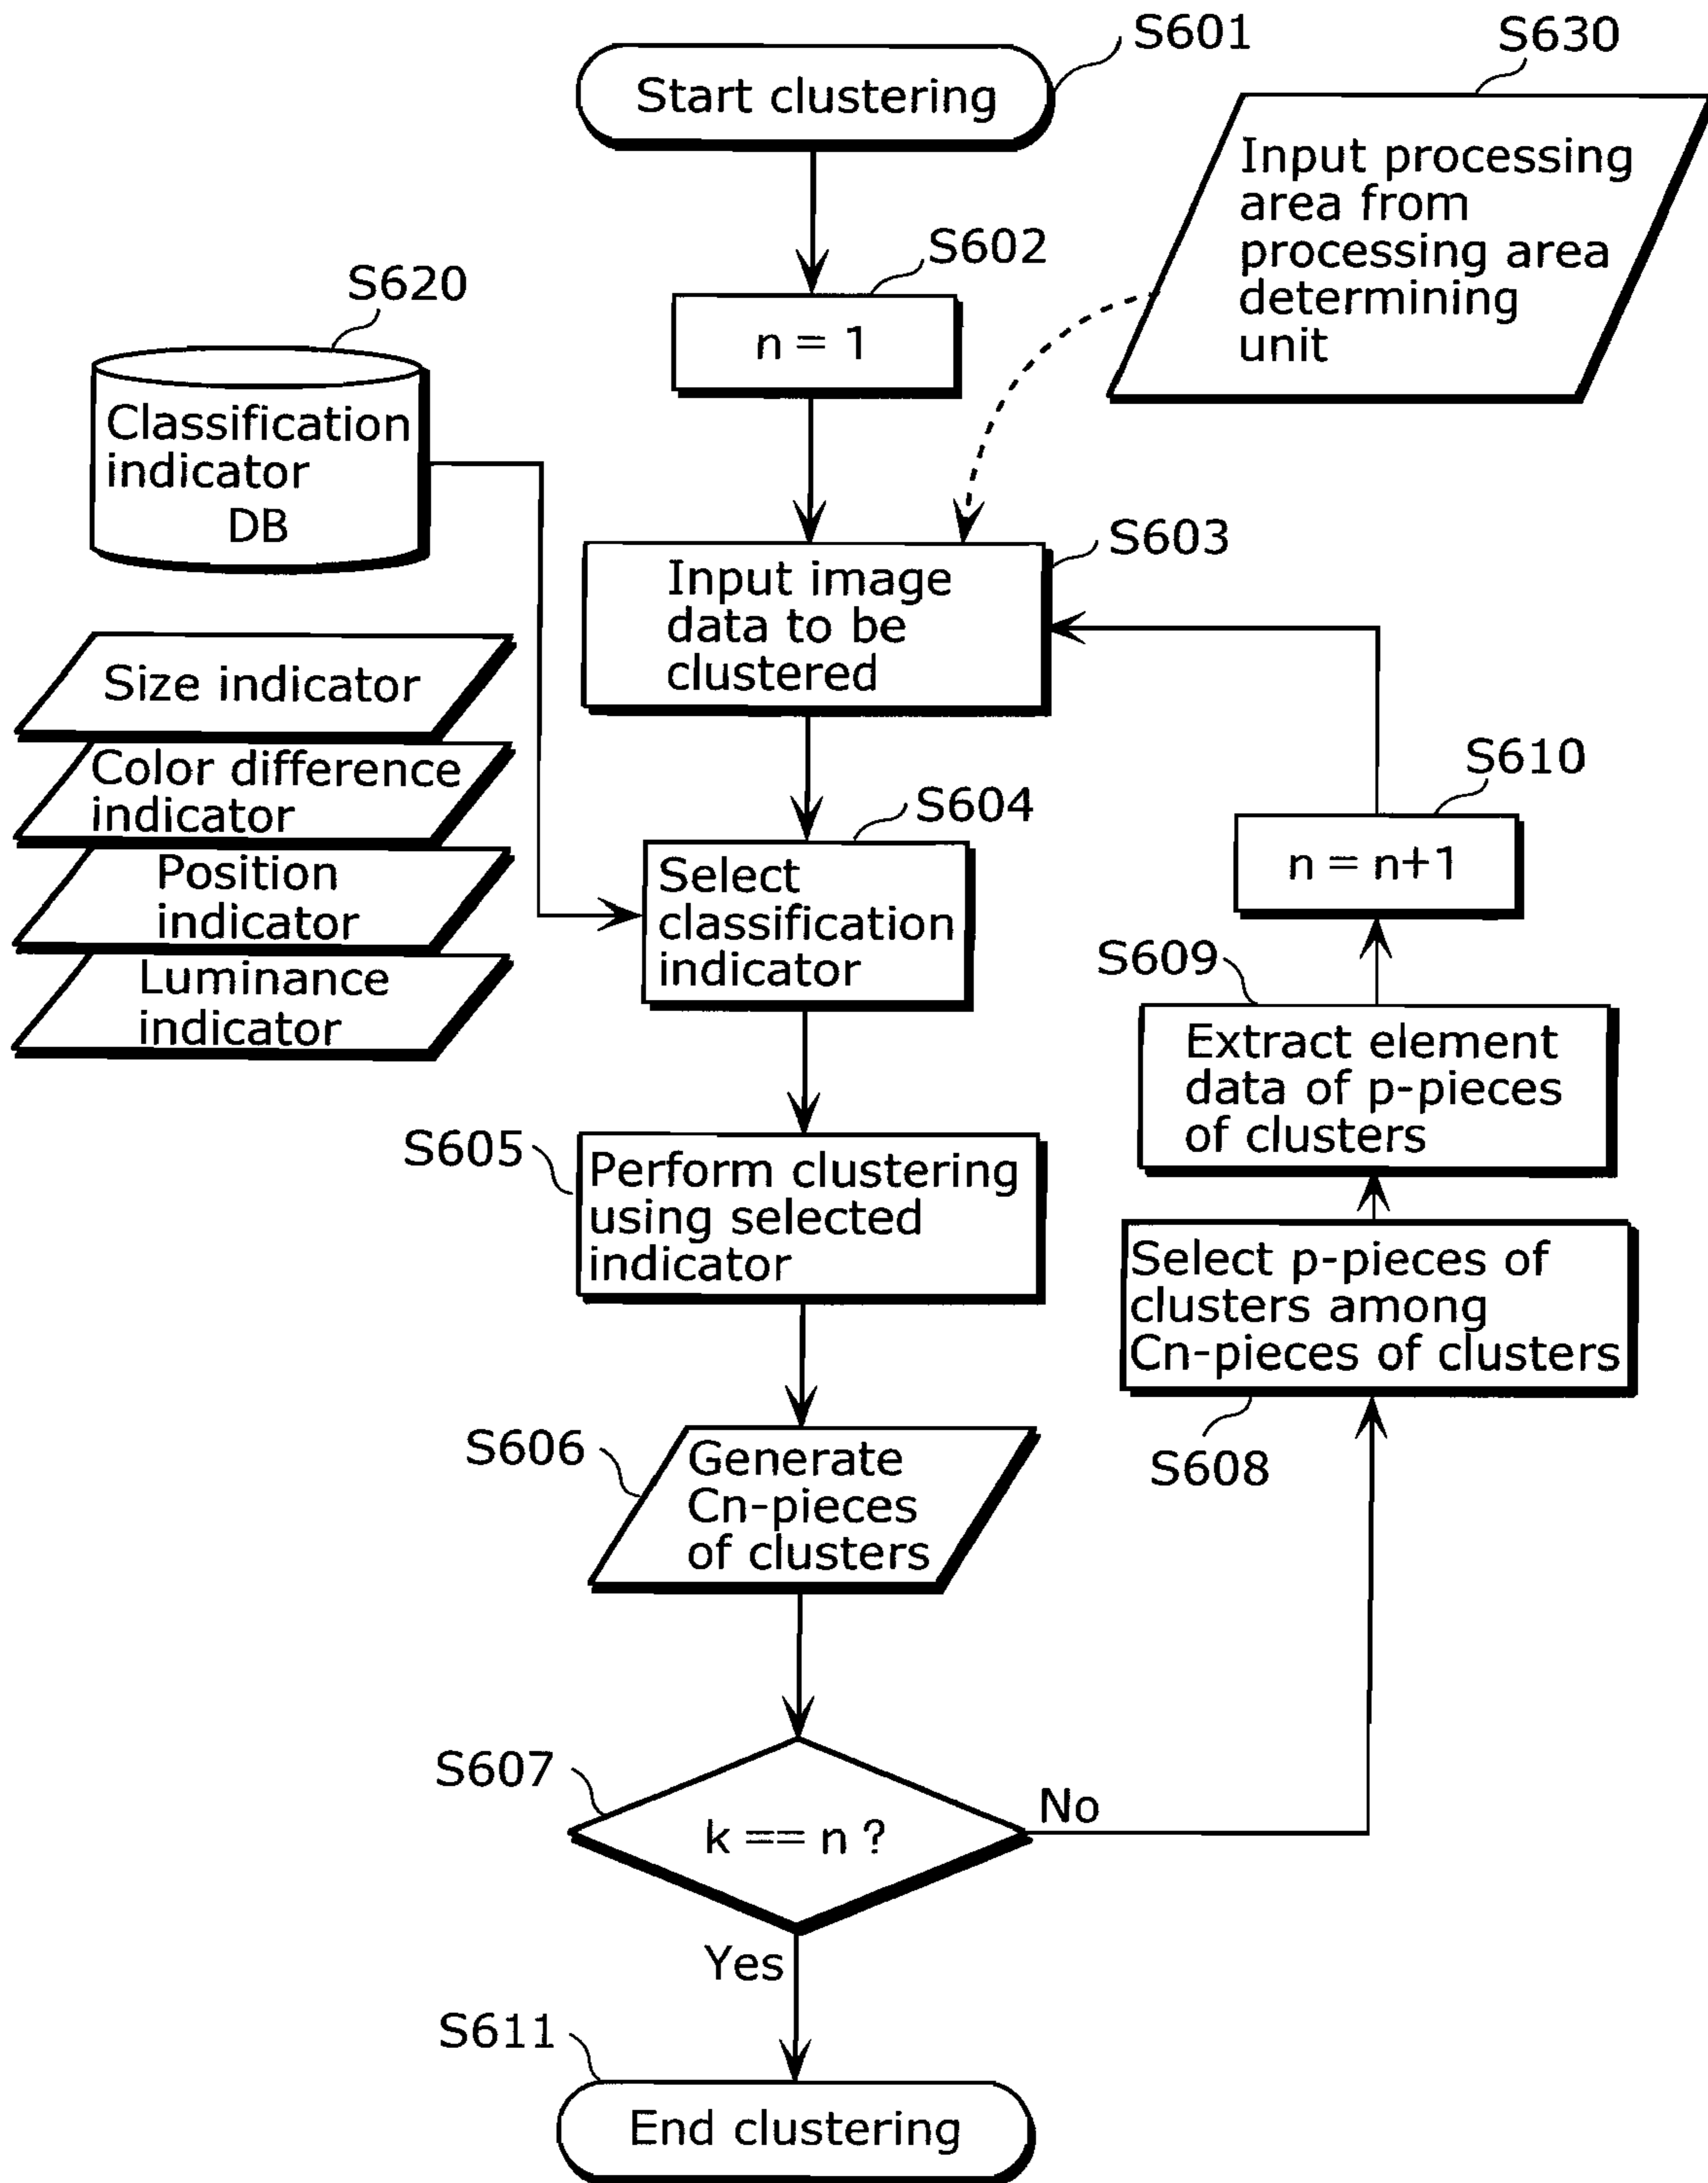 S601
Start clustering
S630
Input processing
area from
processing area
determining
unit
S602
n = 1
S620
Classification
indicator
DB
S603
Input image
data to be
clustered
Size indicator
Color difference
indicator
Position
indicator
Luminance
indicator
S604
Select
classification
indicator
S610
n = n+1
S609
Extract element
data of p-pieces
of clusters
S605
Perform clustering
using selected
indicator
Select p-pieces of
clusters among
Cn-pieces of clusters
S608
S606
Generate
Cn-pieces
of clusters
S607
k == n ?
No
Yes
S611
End clustering